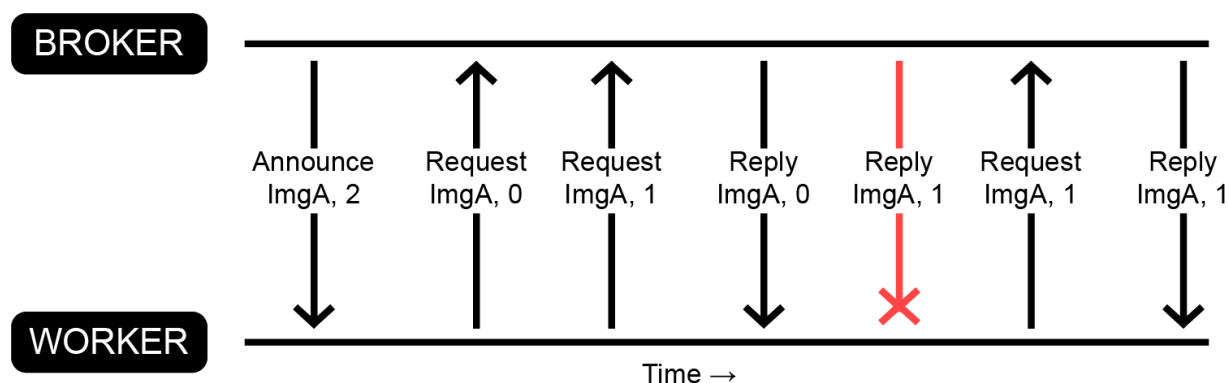 BROKER
Announce
ImgA, 2
Request
ImgA, 0
Request
ImgA, 1
Reply
ImgA, 0
Reply
ImgA, 1
Request
ImgA, 1
Reply
ImgA, 1
WORKER
Time →